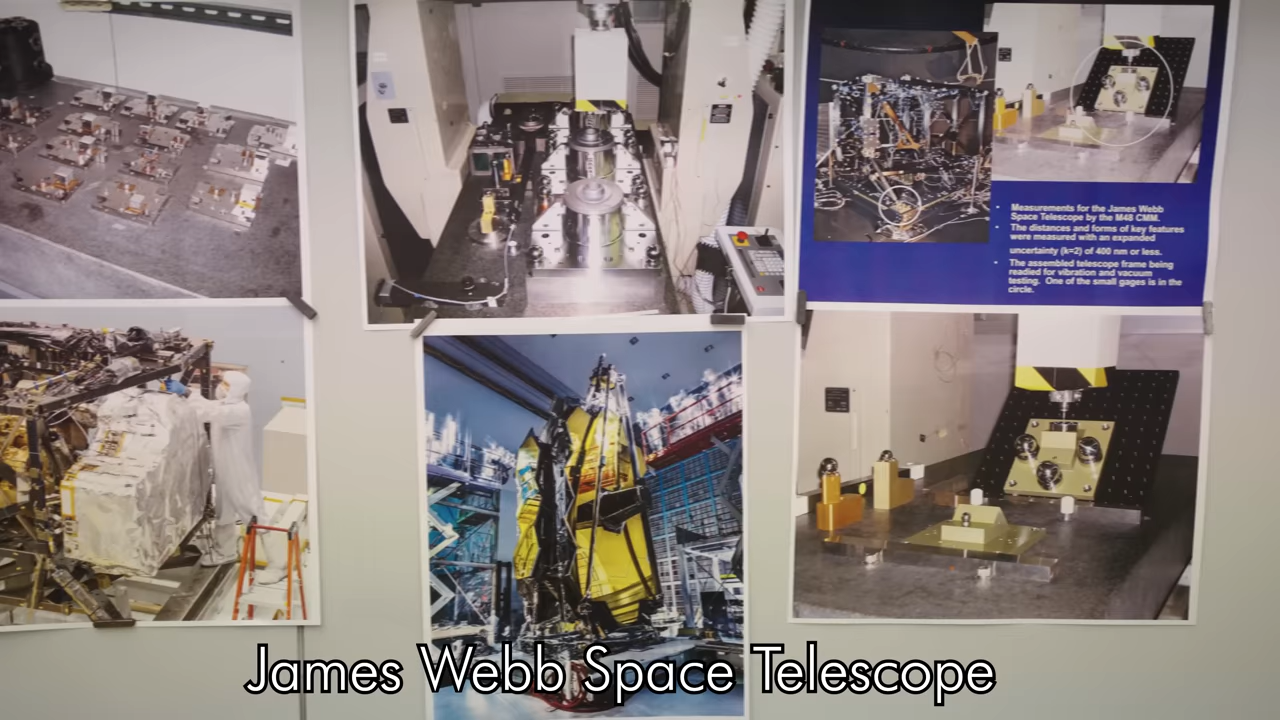 Measurements for the James Webb
Space Telescope by the M48 CMM.
The distances and forms of key features
were measured with an expanded
uncertainty (k=2) of 400 nm or less.
The assembled telescope frame being
readied for vibration and vacuum
testing. One of the small gages is in the
circle.
James Webb Space Telescope